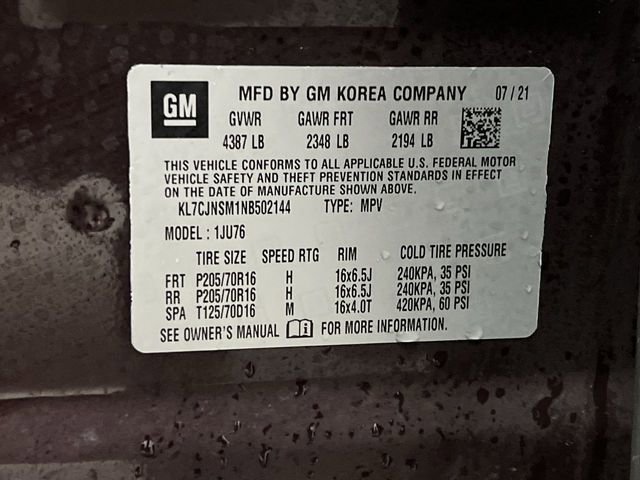 GM MFD BY GM KOREA COMPANY 07/21
GVWR GAWR FRT GAWR RR
4387 LB 2348 LB 2194 LB
THIS VEHICLE CONFORMS TO ALL APPLICABLE U.S. FEDERAL MOTOR
VEHICLE SAFETY AND THEFT PREVENTION STANDARDS IN EFFECT
ON THE DATE OF MANUFACTURE SHOWN ABOVE.
KL7CJNSM1NB502144 TYPE: MPV
MODEL : 1JU76
TIRE SIZE SPEED RTG RIM COLD TIRE PRESSURE
FRT P205/70R16 H 16x6.5J 240KPA, 35 PSI
RR P205/70R16 H 16x6.5J 240KPA, 35 PSI
SPA T125/70D16 M 16x4.0T 420KPA, 60 PSI
SEE OWNER'S MANUAL FOR MORE INFORMATION.